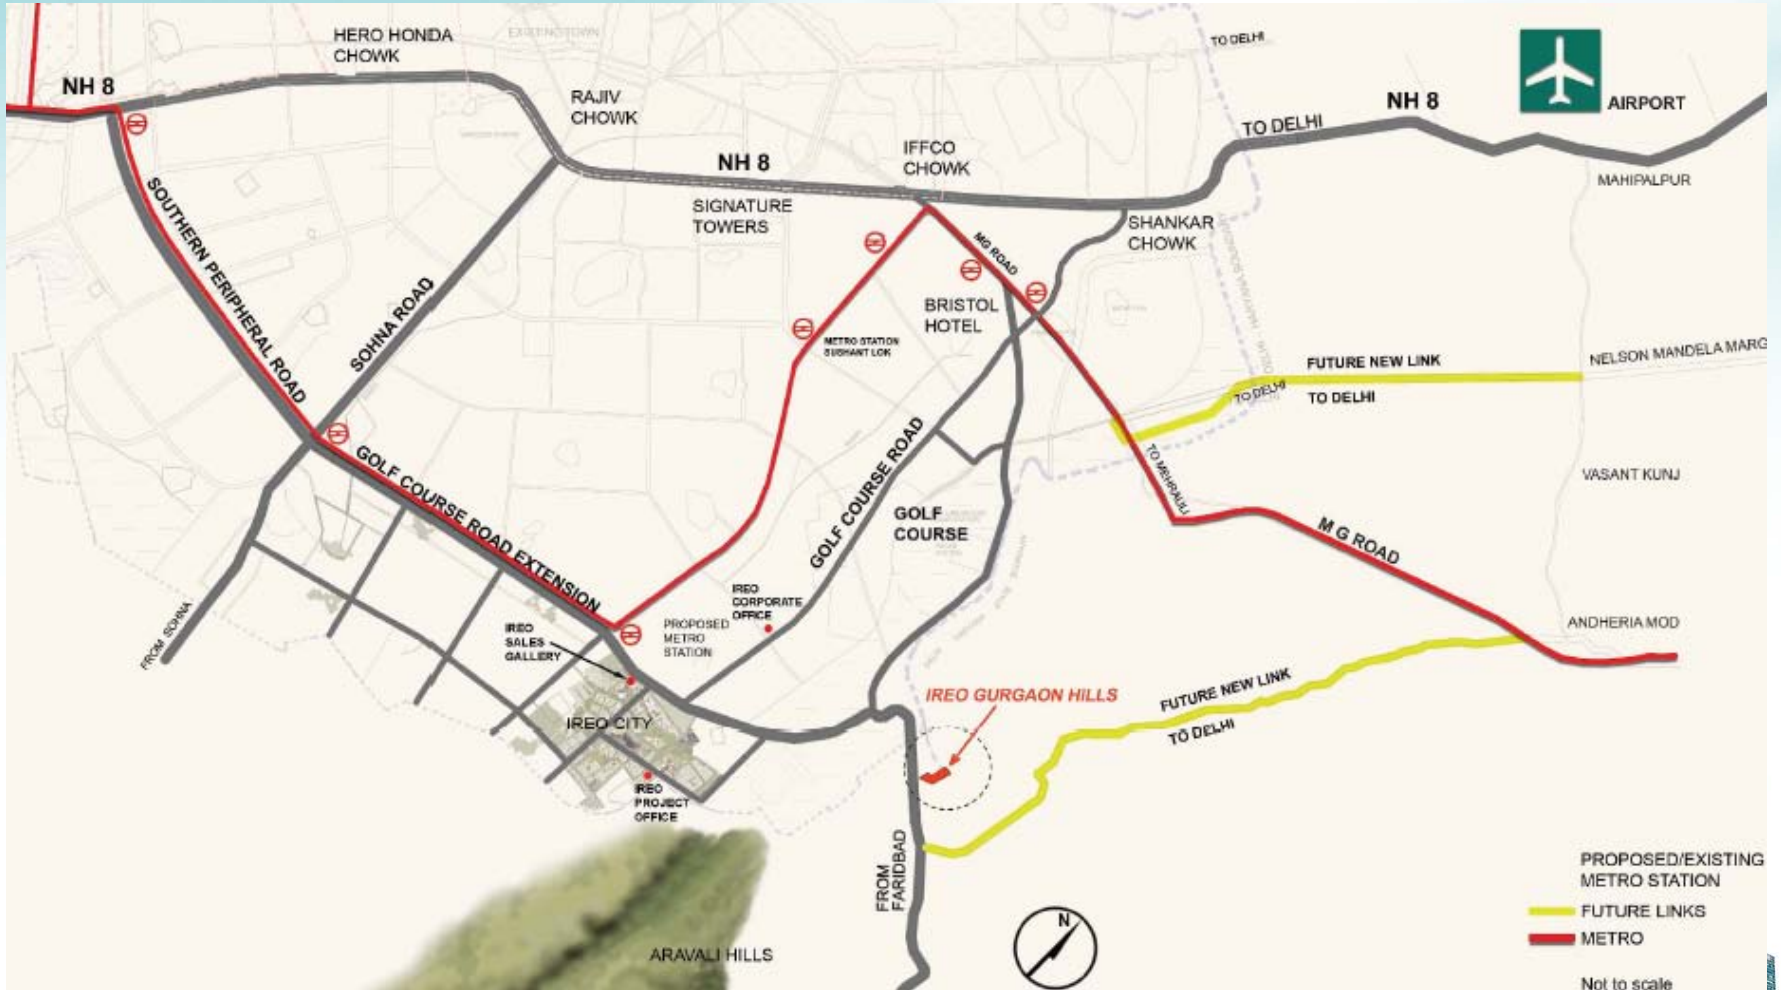 HERO HONDA
CHOWK
EXISTING TOWN
TO DELHI
NH 8
RAJIV
CHOWK
NH 8
AIRPORT
TO DELHI
IFFCO
CHOWK
NH 8
MAHIPALPUR
SIGNATURE
TOWERS
SHANKAR
CHOWK
MG ROAD
SOUTHERN PERIPHERAL ROAD
SOHNA ROAD
BRISTOL
HOTEL
METRO STATION
SUSHANT LOK
NELSON MANDELA MARG
FUTURE NEW LINK
TO DELHI
TO DELHI
GOLF COURSE ROAD
TO MEHRAULI
VASANT KUNJ
GOLF COURSE ROAD EXTENSION
GOLF
COURSE
M G ROAD
IREO
CORPORATE
OFFICE
FROM SOHNA
IREO
SALES
GALLERY
PROPOSED
METRO
STATION
ANDHERIA MOD
IREO GURGAON HILLS
FUTURE NEW LINK
TO DELHI
IREO CITY
IREO
PROJECT
OFFICE
FROM
FARIDBAD
ARAVALI HILLS
N
PROPOSED/EXISTING
METRO STATION
FUTURE LINKS
METRO
Not to scale